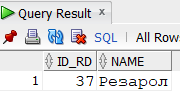 Query Result ×
SQL | All Row
ID_RD NAME
1 37 Резарол